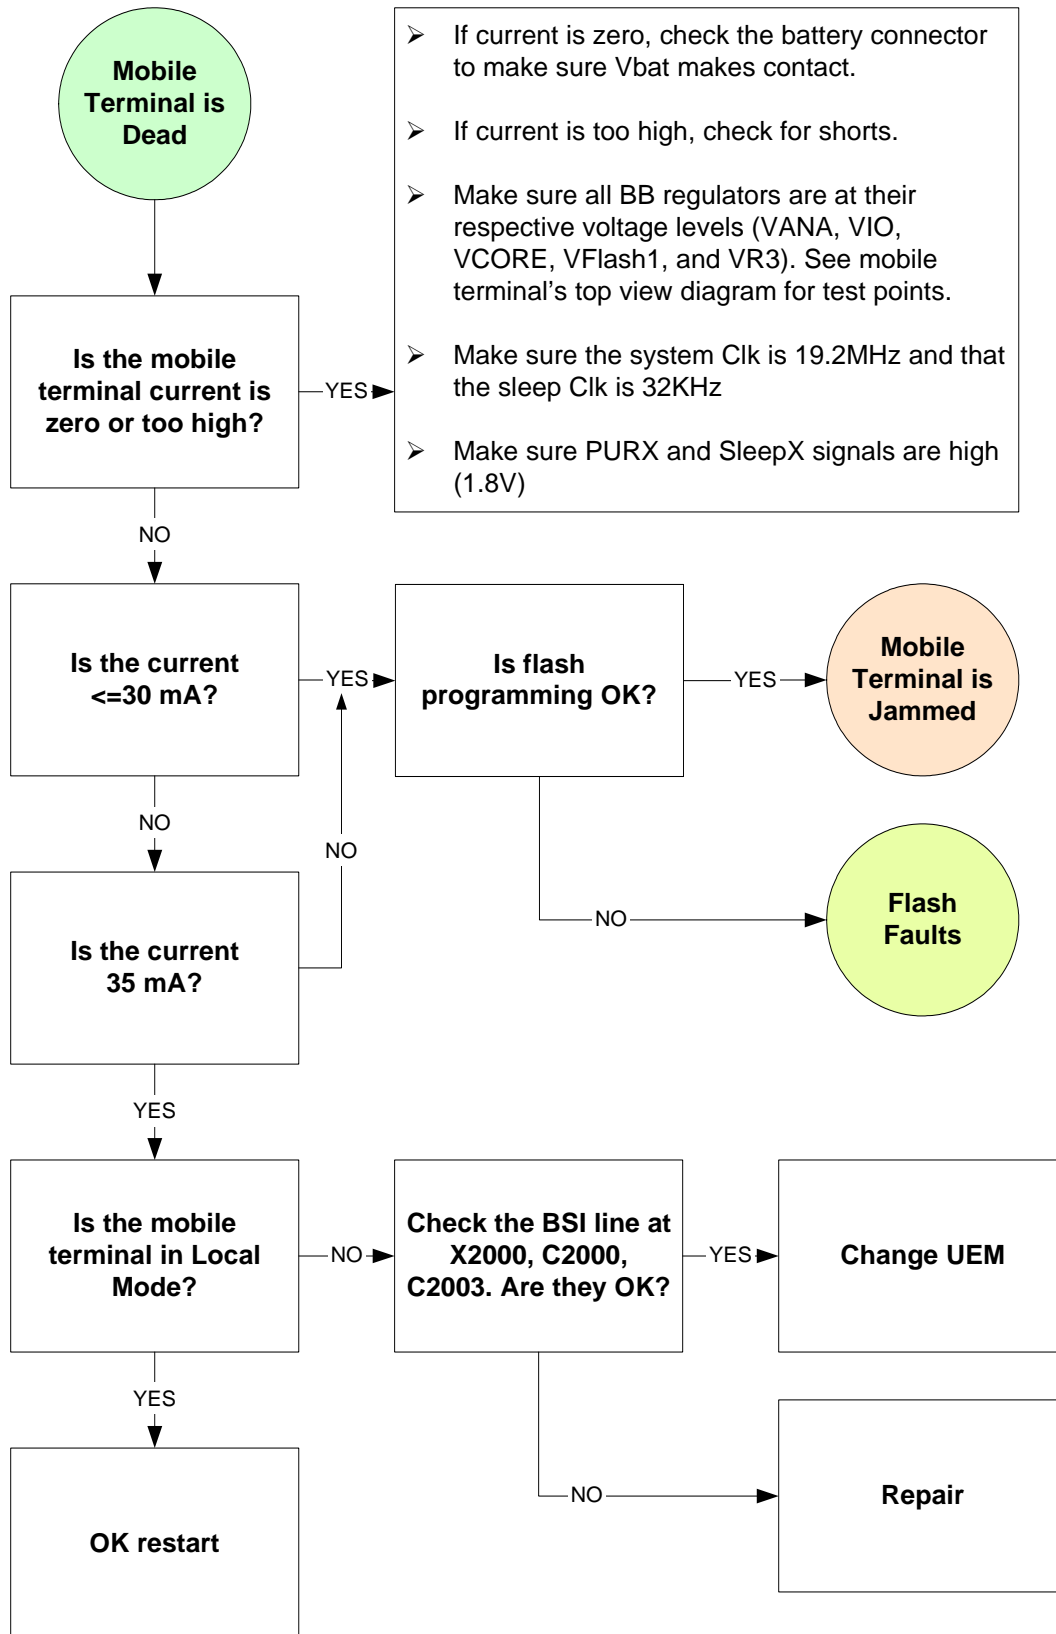 Mobile
Terminal is
Dead
➢ If current is zero, check the battery connector
to make sure Vbat makes contact.
➢ If current is too high, check for shorts.
➢ Make sure all BB regulators are at their
respective voltage levels (VANA, VIO,
VCORE, VFlash1, and VR3). See mobile
terminal's top view diagram for test points.
➢ Make sure the system Clk is 19.2MHz and that
the sleep Clk is 32KHz
➢ Make sure PURX and SleepX signals are high
(1.8V)
Is the mobile
terminal current is
zero or too high?
YES
NO
Is the current
<=30 mA?
YES
Is flash
programming OK?
YES
Mobile
Terminal is
Jammed
NO
NO
Is the current
35 mA?
NO
Flash
Faults
YES
Is the mobile
terminal in Local
Mode?
NO
Check the BSI line at
X2000, C2000,
C2003. Are they OK?
YES
Change UEM
YES
NO
Repair
OK restart